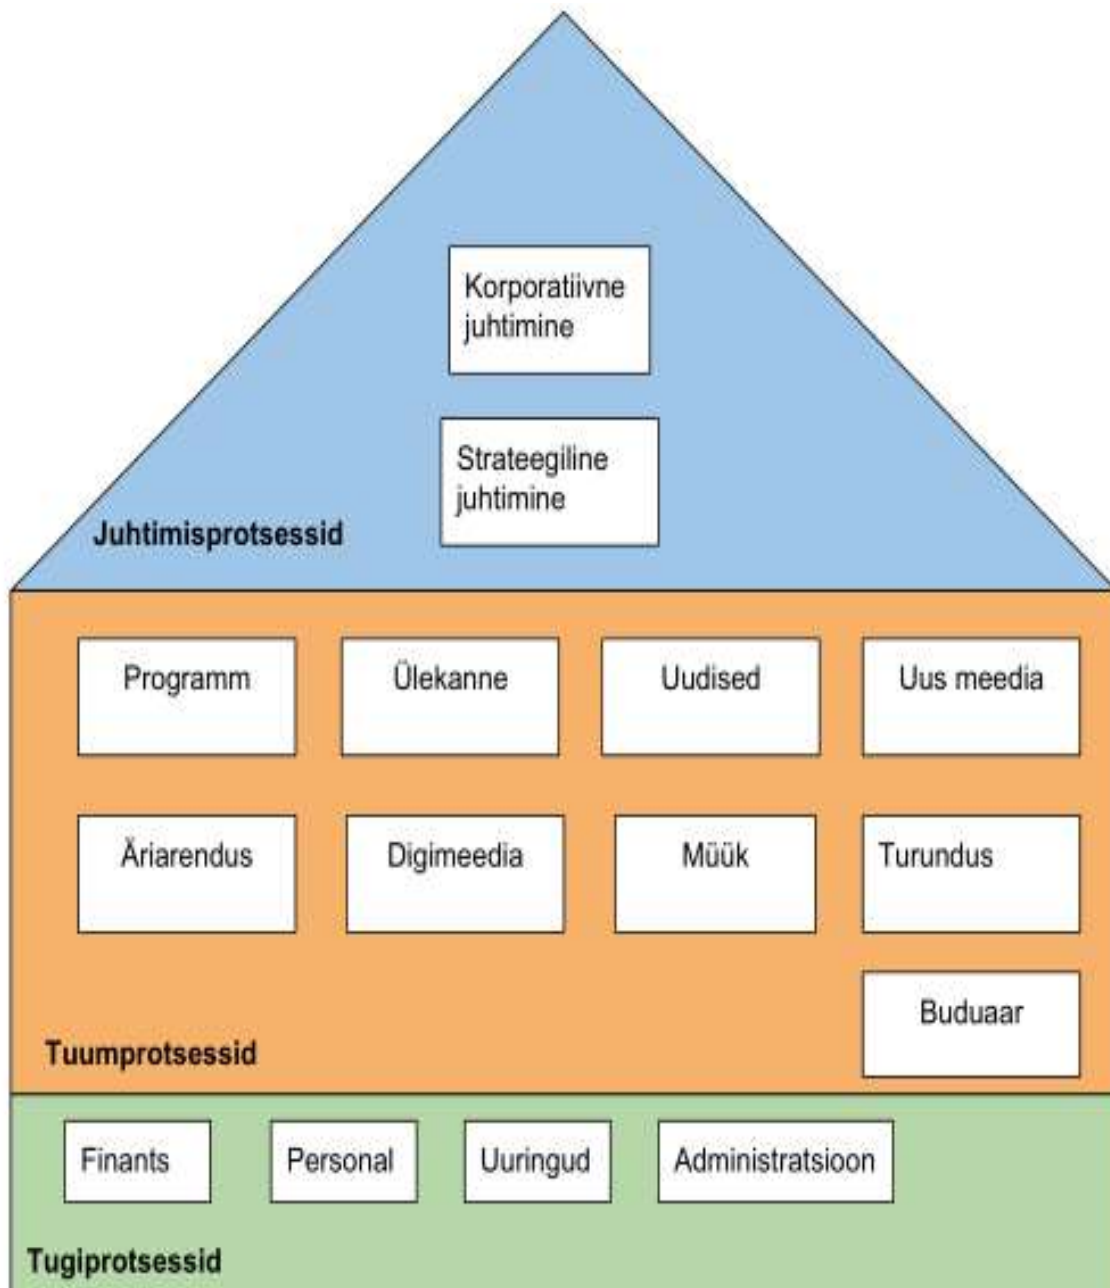 Korporatiivne
juhtimine
Strateegiline
juhtimine
Juhtimisprotsessid
Programm
Ülekanne
Uudised
Uus meedia
Äriarendus
Digimeedia
Müük
Turundus
Buduaar
Tuumprotsessid
Finants
Personal
Uuringud
Administratsioon
Tugiprotsessid